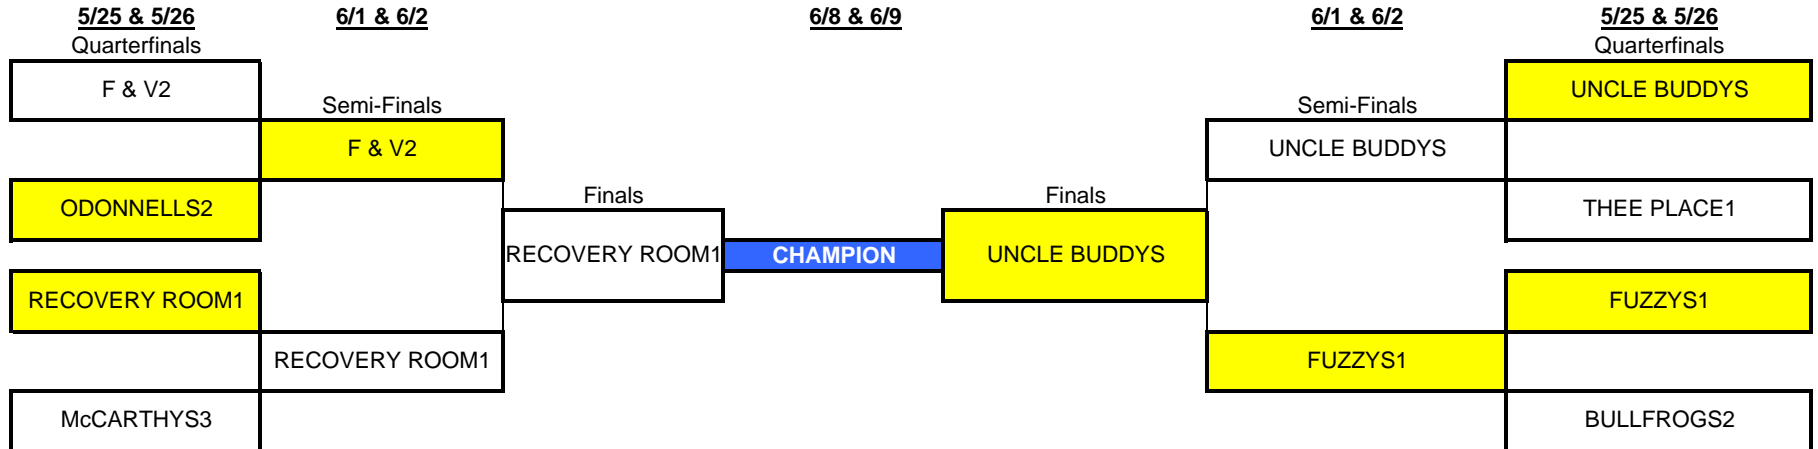 5/25 & 5/26 6/1 & 6/2 6/8 & 6/9 6/1 & 6/2 5/25 & 5/26
Quarterfinals Quarterfinals
F & V2 UNCLE BUDDYS
Semi-Finals Semi-Finals
F & V2 UNCLE BUDDYS
Finals Finals
ODONNELLS2 THEE PLACE1
RECOVERY ROOM1 CHAMPION UNCLE BUDDYS
RECOVERY ROOM1 FUZZYS1
RECOVERY ROOM1 FUZZYS1
McCARTHYS3 BULLFROGS2